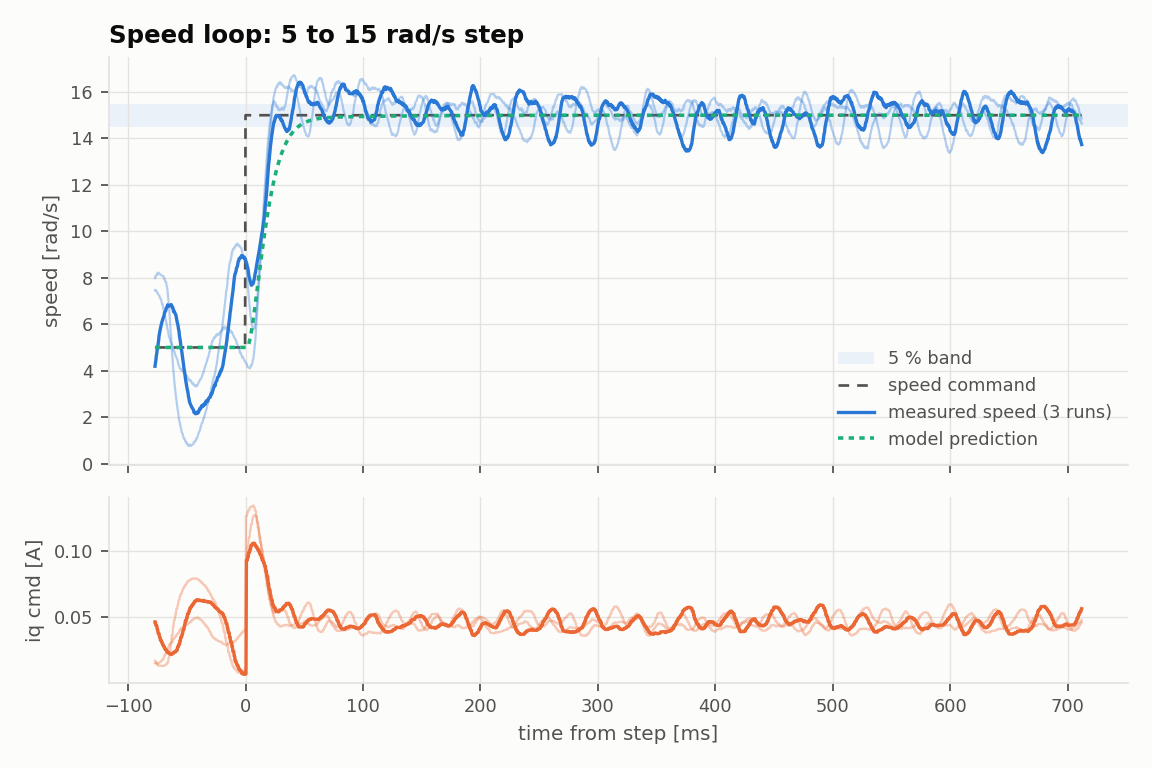 Speed loop: 5 to 15 rad/s step
speed [rad/s]
16
14
12
10
8
6
4
2
0
5 % band
speed command
measured speed (3 runs)
model prediction
iq cmd [A]
0.10
0.05
−100 0 100 200 300 400 500 600 700
time from step [ms]